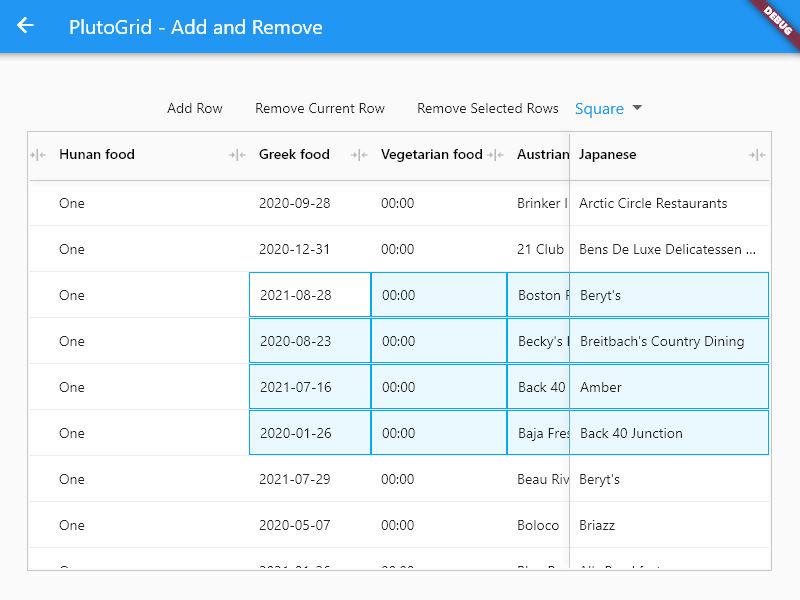 PlutoGrid - Add and Remove
DEBUG
Add Row Remove Current Row Remove Selected Rows Square
Hunan food Greek food Vegetarian food Austrian Japanese
One 2020-09-28 00:00 Brinker Arctic Circle Restaurants
One 2020-12-31 00:00 21 Club Bens De Luxe Delicatessen ...
One 2021-08-28 00:00 Boston Beryt's
One 2020-08-23 00:00 Becky's Breitbach's Country Dining
One 2021-07-16 00:00 Back 40 Amber
One 2020-01-26 00:00 Baja Fres Back 40 Junction
One 2021-07-29 00:00 Beau Riv Beryt's
One 2020-05-07 00:00 Boloco Briazz